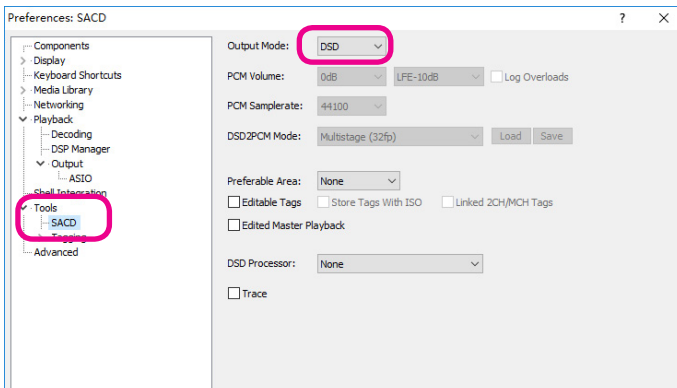 Preferences: SACD
?
Components
Display
Keyboard Shortcuts
Media Library
Networking
Playback
Decoding
DSP Manager
Output
ASIO
Shell Integration
Tools
SACD
Tagging
Advanced
Output Mode: DSD
PCM Volume: 0dB LFE-10dB Log Overloads
PCM Samplerate: 44100
DSD2PCM Mode: Multistage (32fp) Load Save
Preferable Area: None
Editable Tags Store Tags With ISO Linked 2CH/MCH Tags
Edited Master Playback
DSD Processor: None
Trace